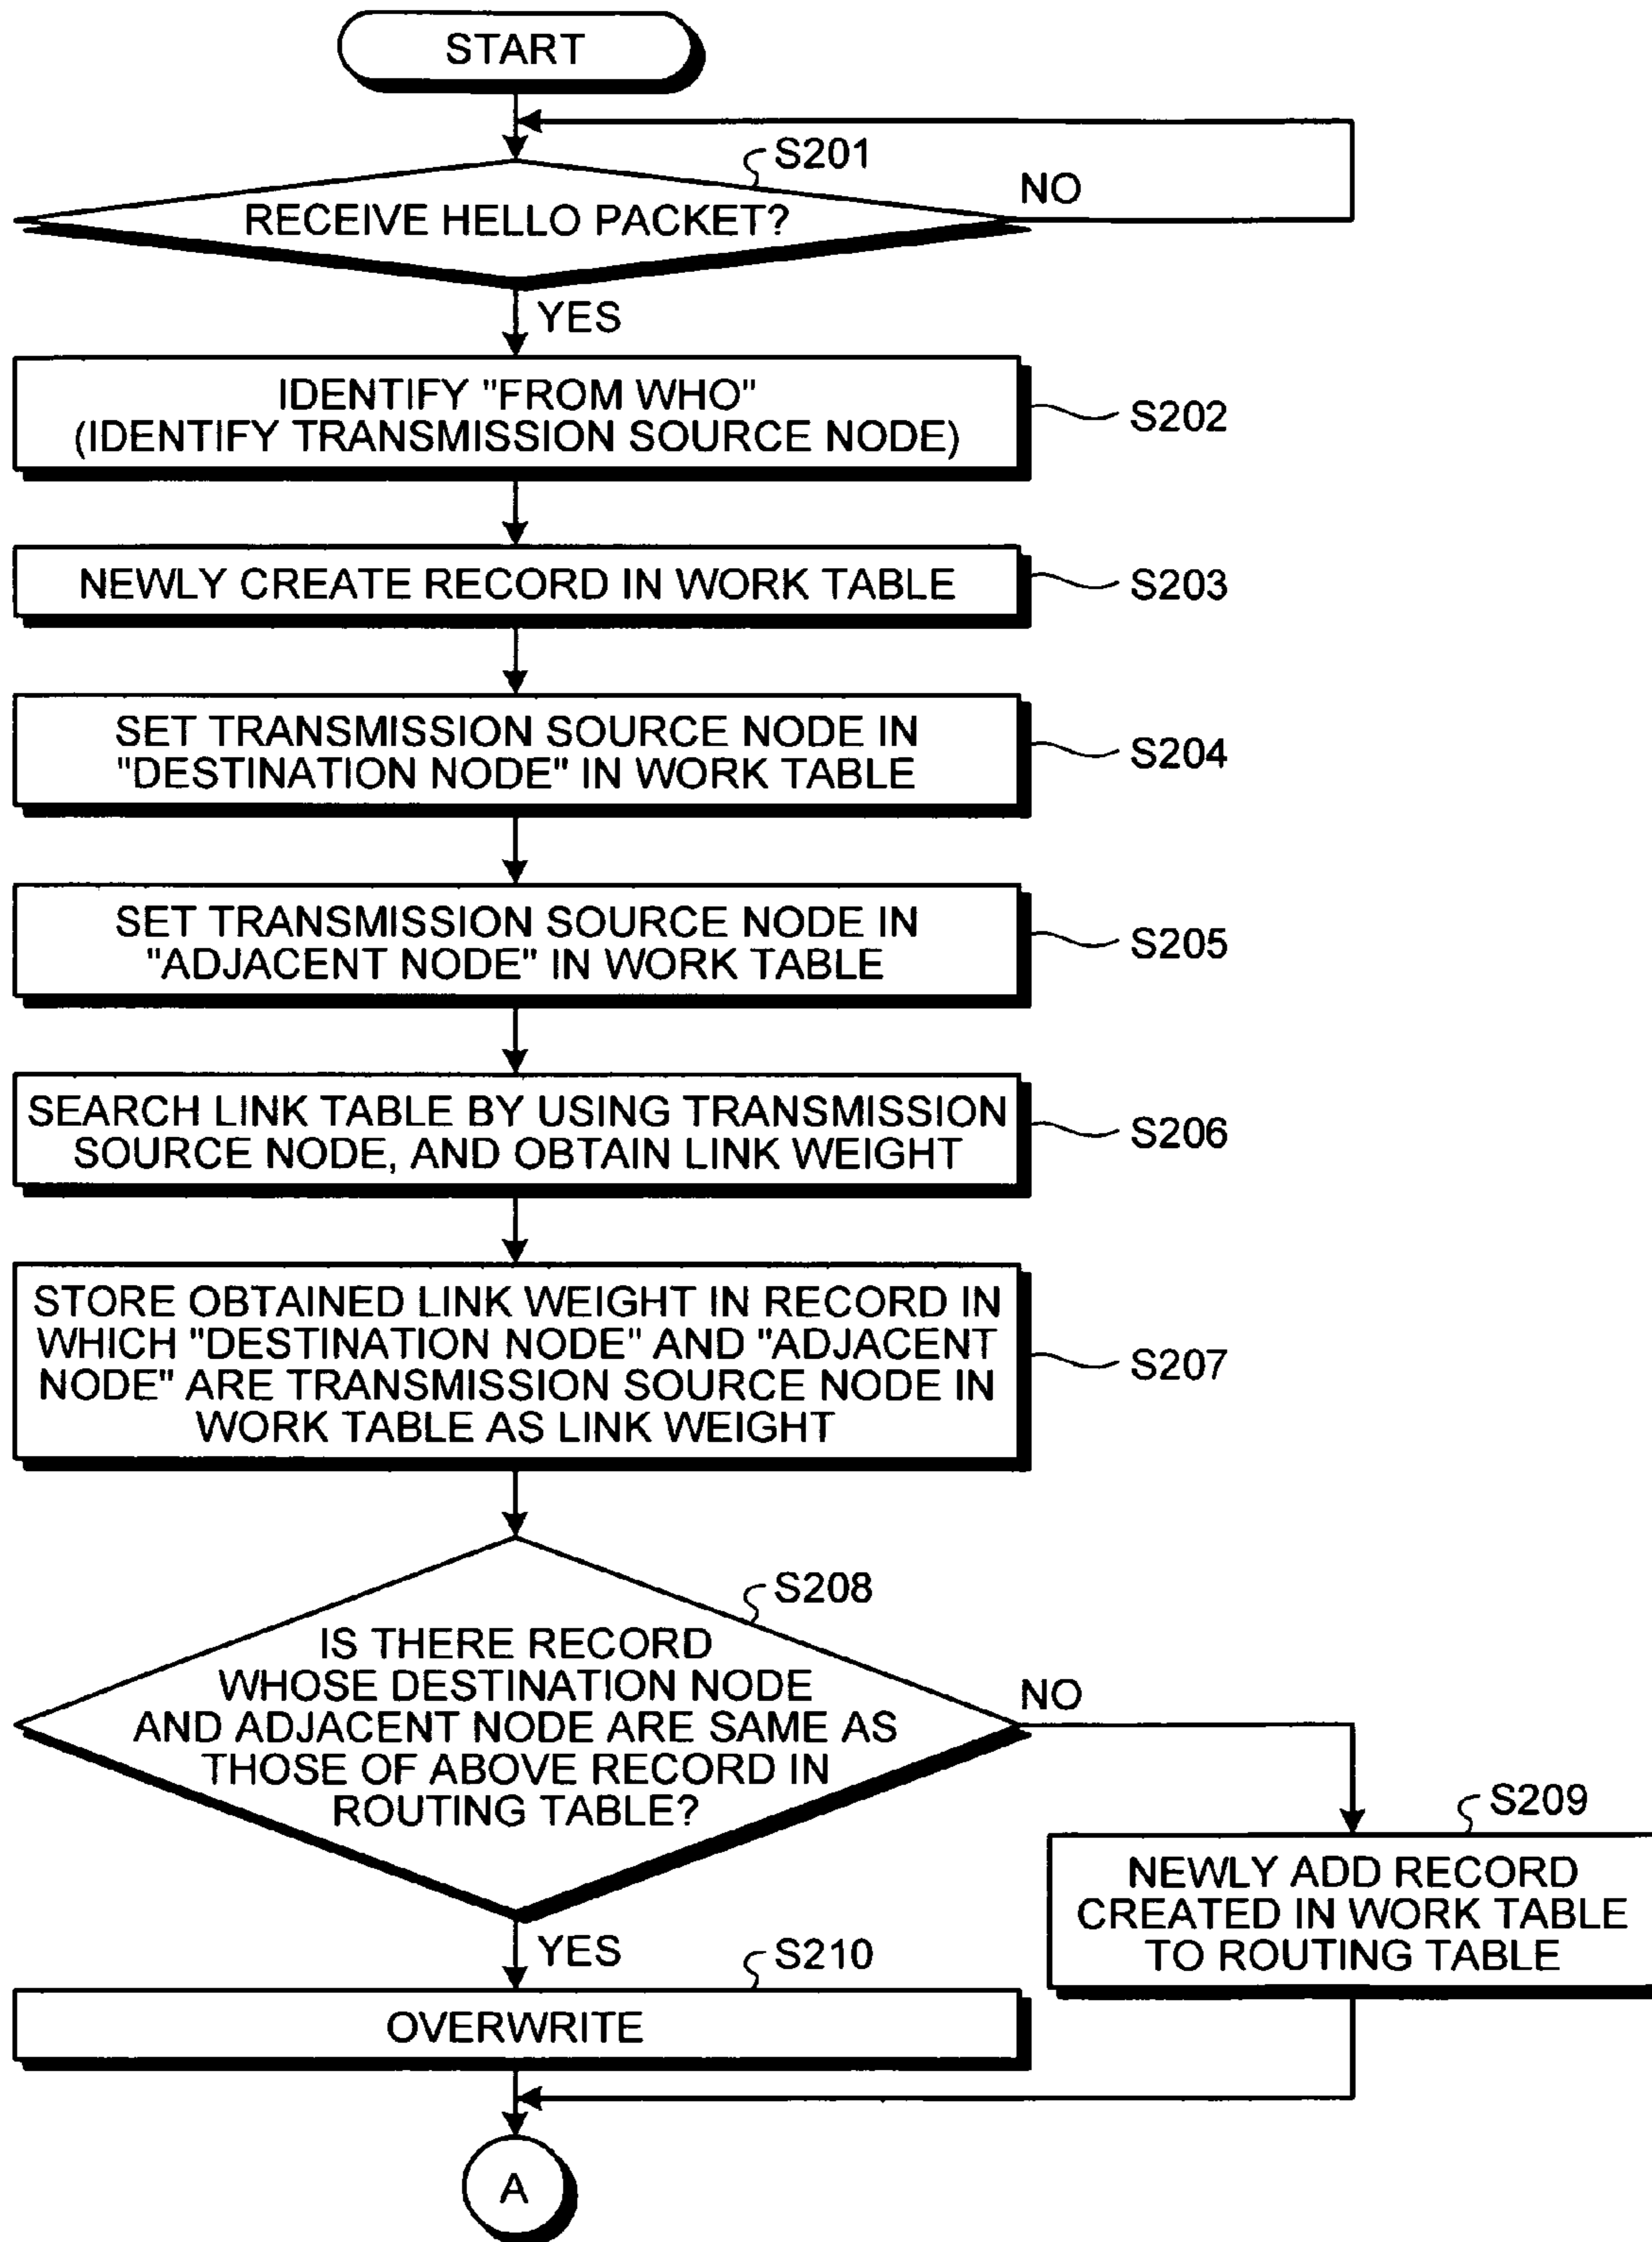 START
S201
NO
RECEIVE HELLO PACKET?
YES
IDENTIFY "FROM WHO"
(IDENTIFY TRANSMISSION SOURCE NODE)
S202
NEWLY CREATE RECORD IN WORK TABLE
S203
SET TRANSMISSION SOURCE NODE IN
"DESTINATION NODE" IN WORK TABLE
S204
SET TRANSMISSION SOURCE NODE IN
"ADJACENT NODE" IN WORK TABLE
S205
SEARCH LINK TABLE BY USING TRANSMISSION
SOURCE NODE, AND OBTAIN LINK WEIGHT
S206
STORE OBTAINED LINK WEIGHT IN RECORD IN
WHICH "DESTINATION NODE" AND "ADJACENT
NODE" ARE TRANSMISSION SOURCE NODE IN
WORK TABLE AS LINK WEIGHT
S207
S208
IS THERE RECORD
WHOSE DESTINATION NODE
AND ADJACENT NODE ARE SAME AS
THOSE OF ABOVE RECORD IN
ROUTING TABLE?
NO
S209
NEWLY ADD RECORD
CREATED IN WORK TABLE
TO ROUTING TABLE
YES
S210
OVERWRITE
A